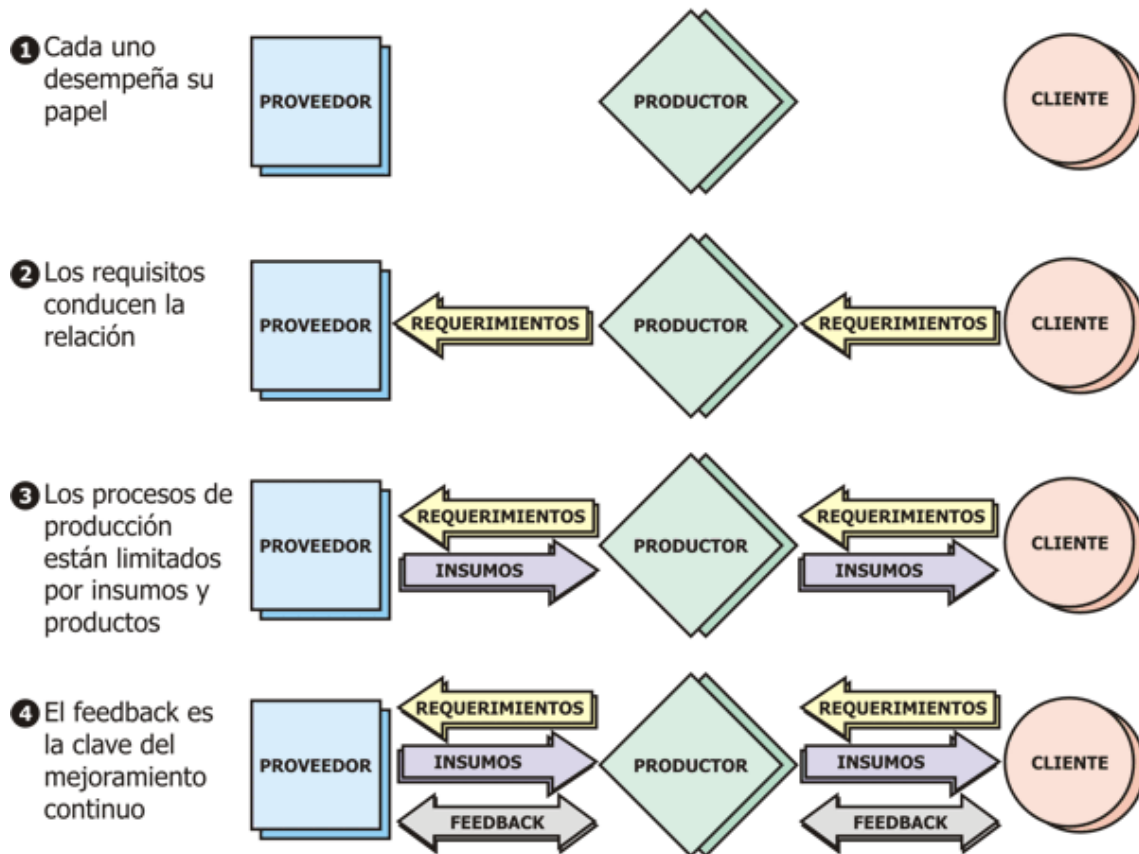 1 Cada uno
desempeña su
papel
PROVEEDOR
PRODUCTOR
CLIENTE
2 Los requisitos
conducen la
relación
PROVEEDOR
REQUERIMIENTOS
PRODUCTOR
REQUERIMIENTOS
CLIENTE
3 Los procesos de
producción
están limitados
por insumos y
productos
PROVEEDOR
REQUERIMIENTOS
INSUMOS
PRODUCTOR
REQUERIMIENTOS
INSUMOS
CLIENTE
4 El feedback es
la clave del
mejoramiento
continuo
PROVEEDOR
REQUERIMIENTOS
INSUMOS
FEEDBACK
PRODUCTOR
REQUERIMIENTOS
INSUMOS
FEEDBACK
CLIENTE